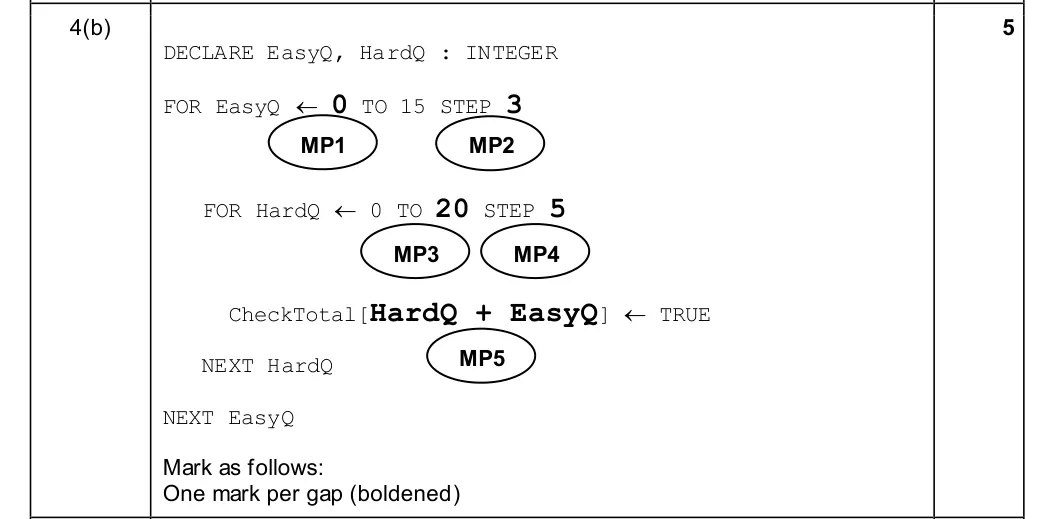 4(b) 5
DECLARE EasyQ, HardQ : INTEGER
FOR EasyQ ← 0 TO 15 STEP 3
MP1 MP2
FOR HardQ ← 0 TO 20 STEP 5
MP3 MP4
CheckTotal[HardQ + EasyQ] ← TRUE
MP5
NEXT HardQ
NEXT EasyQ
Mark as follows:
One mark per gap (boldened)